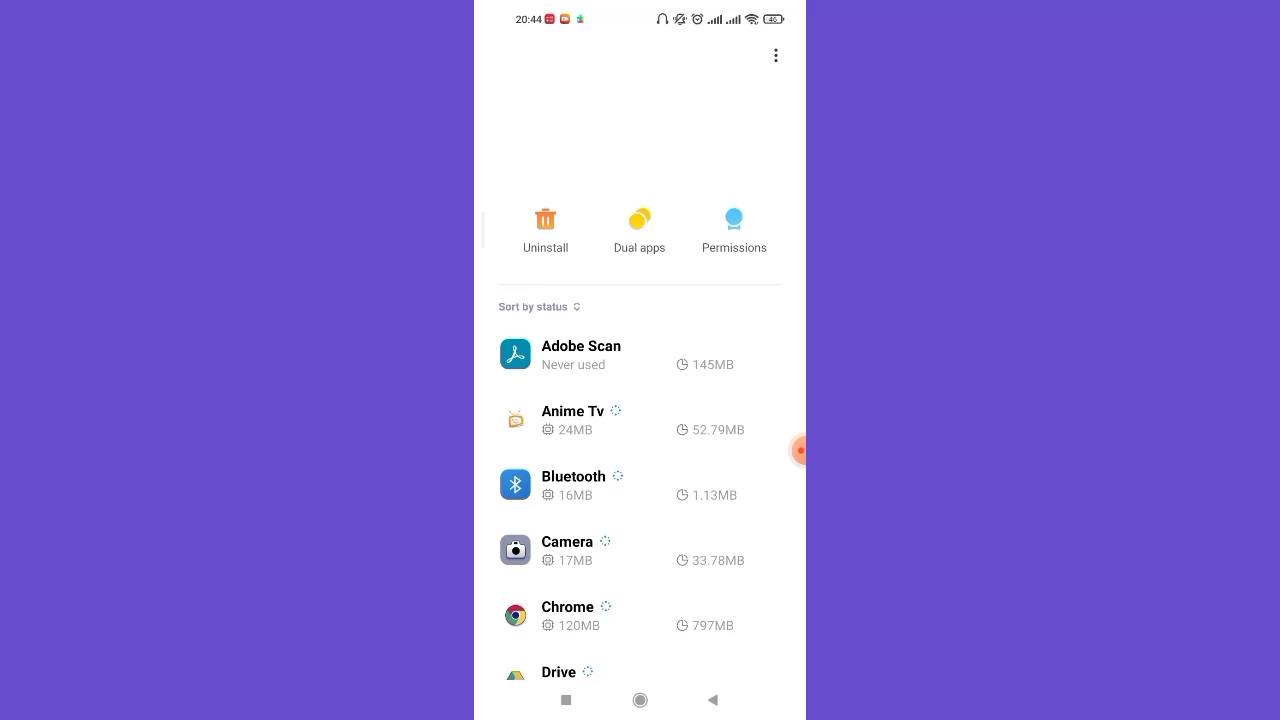 20:44 46
Uninstall Dual apps Permissions
Sort by status
Adobe Scan
Never used 145MB
Anime Tv
24MB 52.79MB
Bluetooth
16MB 1.13MB
Camera
17MB 33.78MB
Chrome
120MB 797MB
Drive